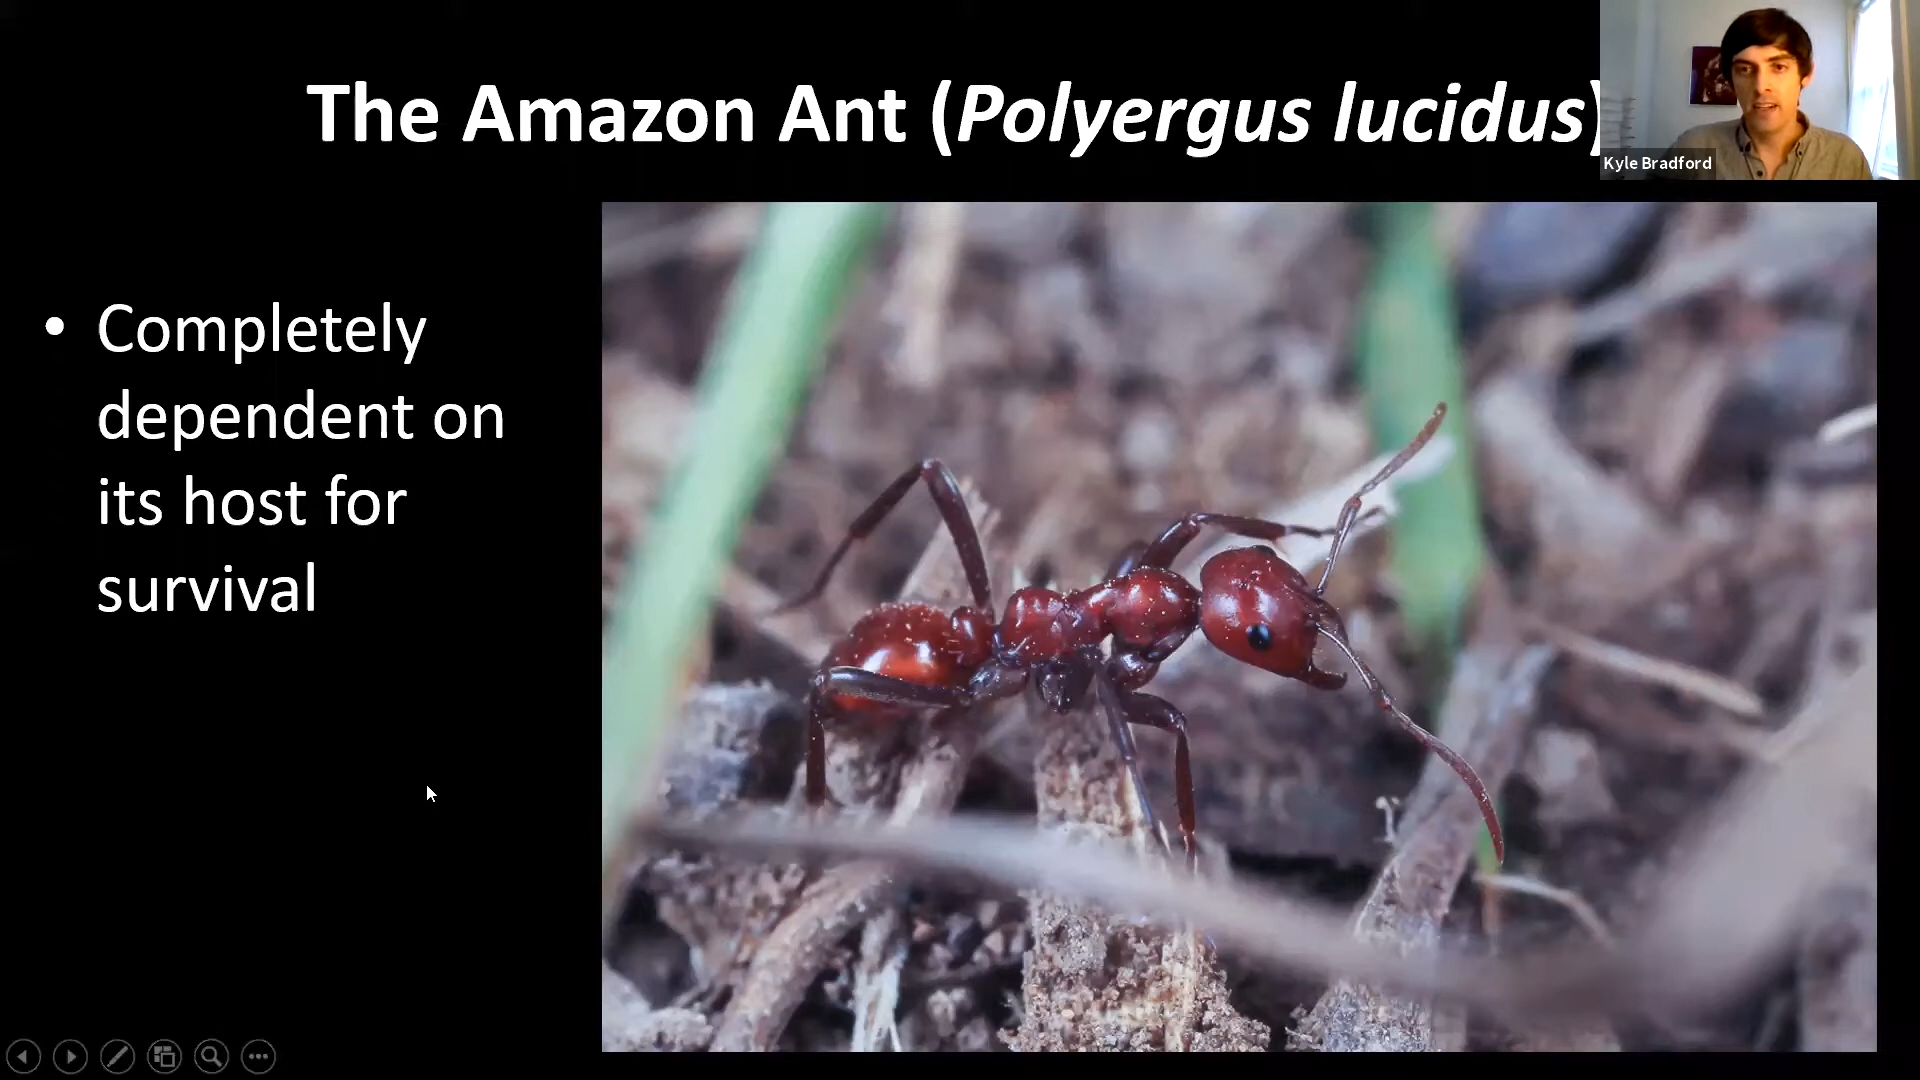 The Amazon Ant (Polyergus lucidus)
Kyle Bradford
• Completely
dependent on
its host for
survival